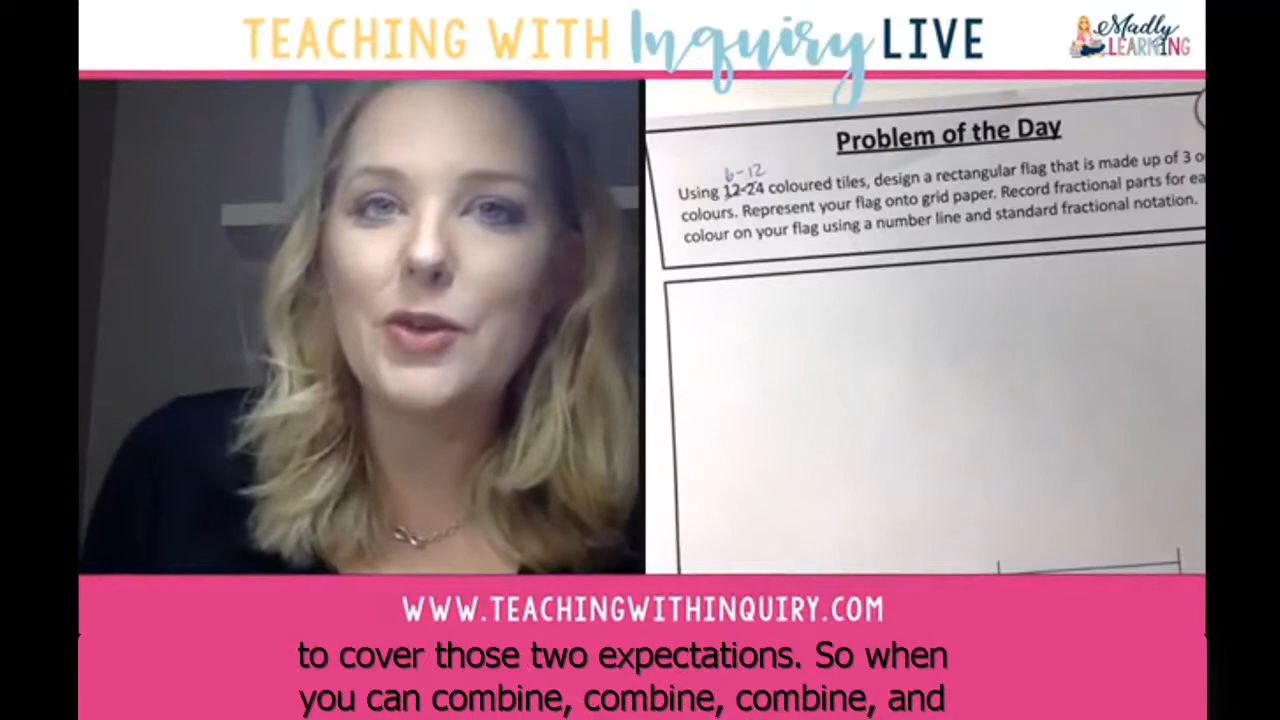 TEACHING WITH Inquiry LIVE
Madly
LEARNING
Problem of the Day
6-12
Using 12-24 coloured tiles, design a rectangular flag that is made up of 3
colours. Represent your flag onto grid paper. Record fractional parts for
colour on your flag using a number line and standard fractional notation.
WWW.TEACHINGWITHINQUIRY.COM
to cover those two expectations. So when
you can combine, combine, combine, and